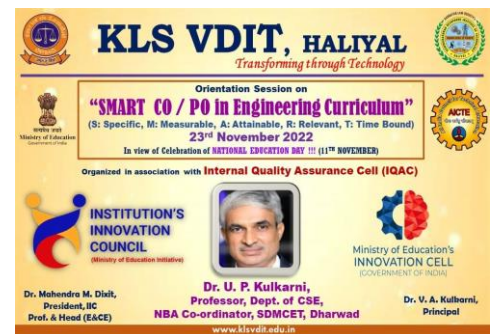 KLS VDIT, HALIYAL
Transforming through Technology
Orientation Session on
"SMART CO / PO in Engineering Curriculum"
(S: Specific, M: Measurable, A: Attainable, R: Relevant, T: Time Bound)
23rd November 2022
In view of Celebration of NATIONAL EDUCATION DAY !!! (11TH NOVEMBER)
Ministry of Education
Government of India
AICTE
Organized in association with Internal Quality Assurance Cell (IQAC)
INSTITUTION'S
INNOVATION
COUNCIL
(Ministry of Education Initiative)
Ministry of Education's
INNOVATION CELL
(GOVERNMENT OF INDIA)
Dr. Mahendra M. Dixit,
President, IIC
Prof. & Head (E&CE)
Dr. U. P. Kulkarni,
Professor, Dept. of CSE,
NBA Co-ordinator, SDMCET, Dharwad
Dr. V. A. Kulkarni,
Principal
www.klsvdit.edu.in